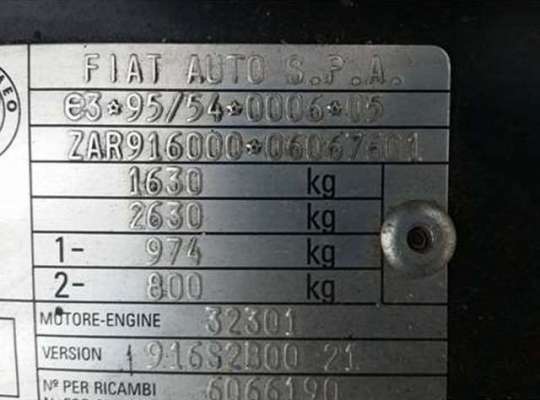 FIAT AUTO S.P.A.
e3*95/54*0006*05
ZAR916000*06067601
1630 kg
2630 kg
1- 974 kg
2- 800 kg
MOTORE-ENGINE 32301
VERSION 916S2B00 21
Nº PER RICAMBI 6066190